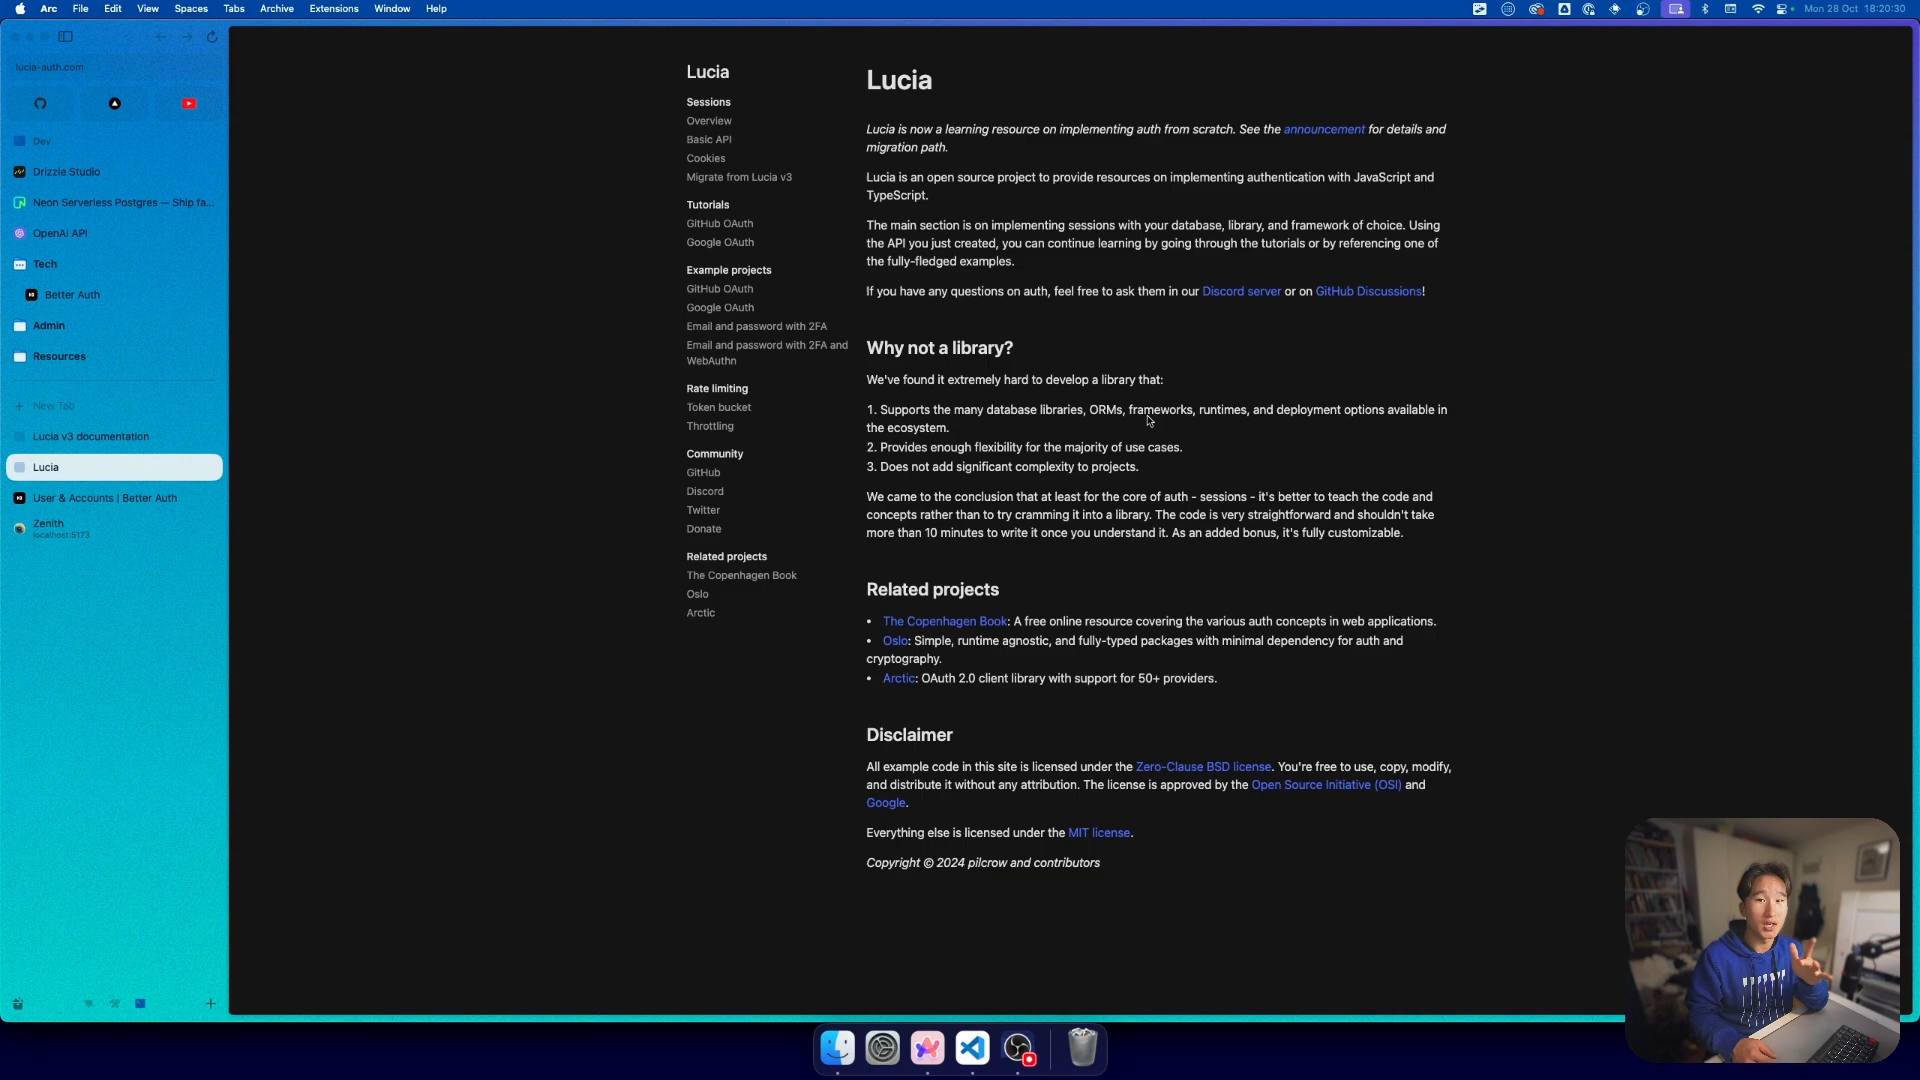 Arc File Edit View Spaces Tabs Archive Extensions Window Help
Mon 28 Oct 18:20:30
lucia-auth.com
Dev
Drizzle Studio
Neon Serverless Postgres — Ship fa...
OpenAI API
Tech
Better Auth
Admin
Resources
+ New Tab
Lucia v3 documentation
Lucia
User & Accounts | Better Auth
Zenith
localhost:5173
Lucia
Sessions
Overview
Basic API
Cookies
Migrate from Lucia v3
Tutorials
GitHub OAuth
Google OAuth
Example projects
GitHub OAuth
Google OAuth
Email and password with 2FA
Email and password with 2FA and
WebAuthn
Rate limiting
Token bucket
Throttling
Community
GitHub
Discord
Twitter
Donate
Related projects
The Copenhagen Book
Oslo
Arctic
Lucia
Lucia is now a learning resource on implementing auth from scratch. See the announcement for details and
migration path.
Lucia is an open source project to provide resources on implementing authentication with JavaScript and
TypeScript.
The main section is on implementing sessions with your database, library, and framework of choice. Using
the API you just created, you can continue learning by going through the tutorials or by referencing one of
the fully-fledged examples.
If you have any questions on auth, feel free to ask them in our Discord server or on GitHub Discussions!
Why not a library?
We've found it extremely hard to develop a library that:
1. Supports the many database libraries, ORMs, frameworks, runtimes, and deployment options available in
the ecosystem.
2. Provides enough flexibility for the majority of use cases.
3. Does not add significant complexity to projects.
We came to the conclusion that at least for the core of auth - sessions - it's better to teach the code and
concepts rather than to try cramming it into a library. The code is very straightforward and shouldn't take
more than 10 minutes to write it once you understand it. As an added bonus, it's fully customizable.
Related projects
• The Copenhagen Book: A free online resource covering the various auth concepts in web applications.
• Oslo: Simple, runtime agnostic, and fully-typed packages with minimal dependency for auth and
cryptography.
• Arctic: OAuth 2.0 client library with support for 50+ providers.
Disclaimer
All example code in this site is licensed under the Zero-Clause BSD license. You're free to use, copy, modify,
and distribute it without any attribution. The license is approved by the Open Source Initiative (OSI) and
Google.
Everything else is licensed under the MIT license.
Copyright © 2024 pilcrow and contributors